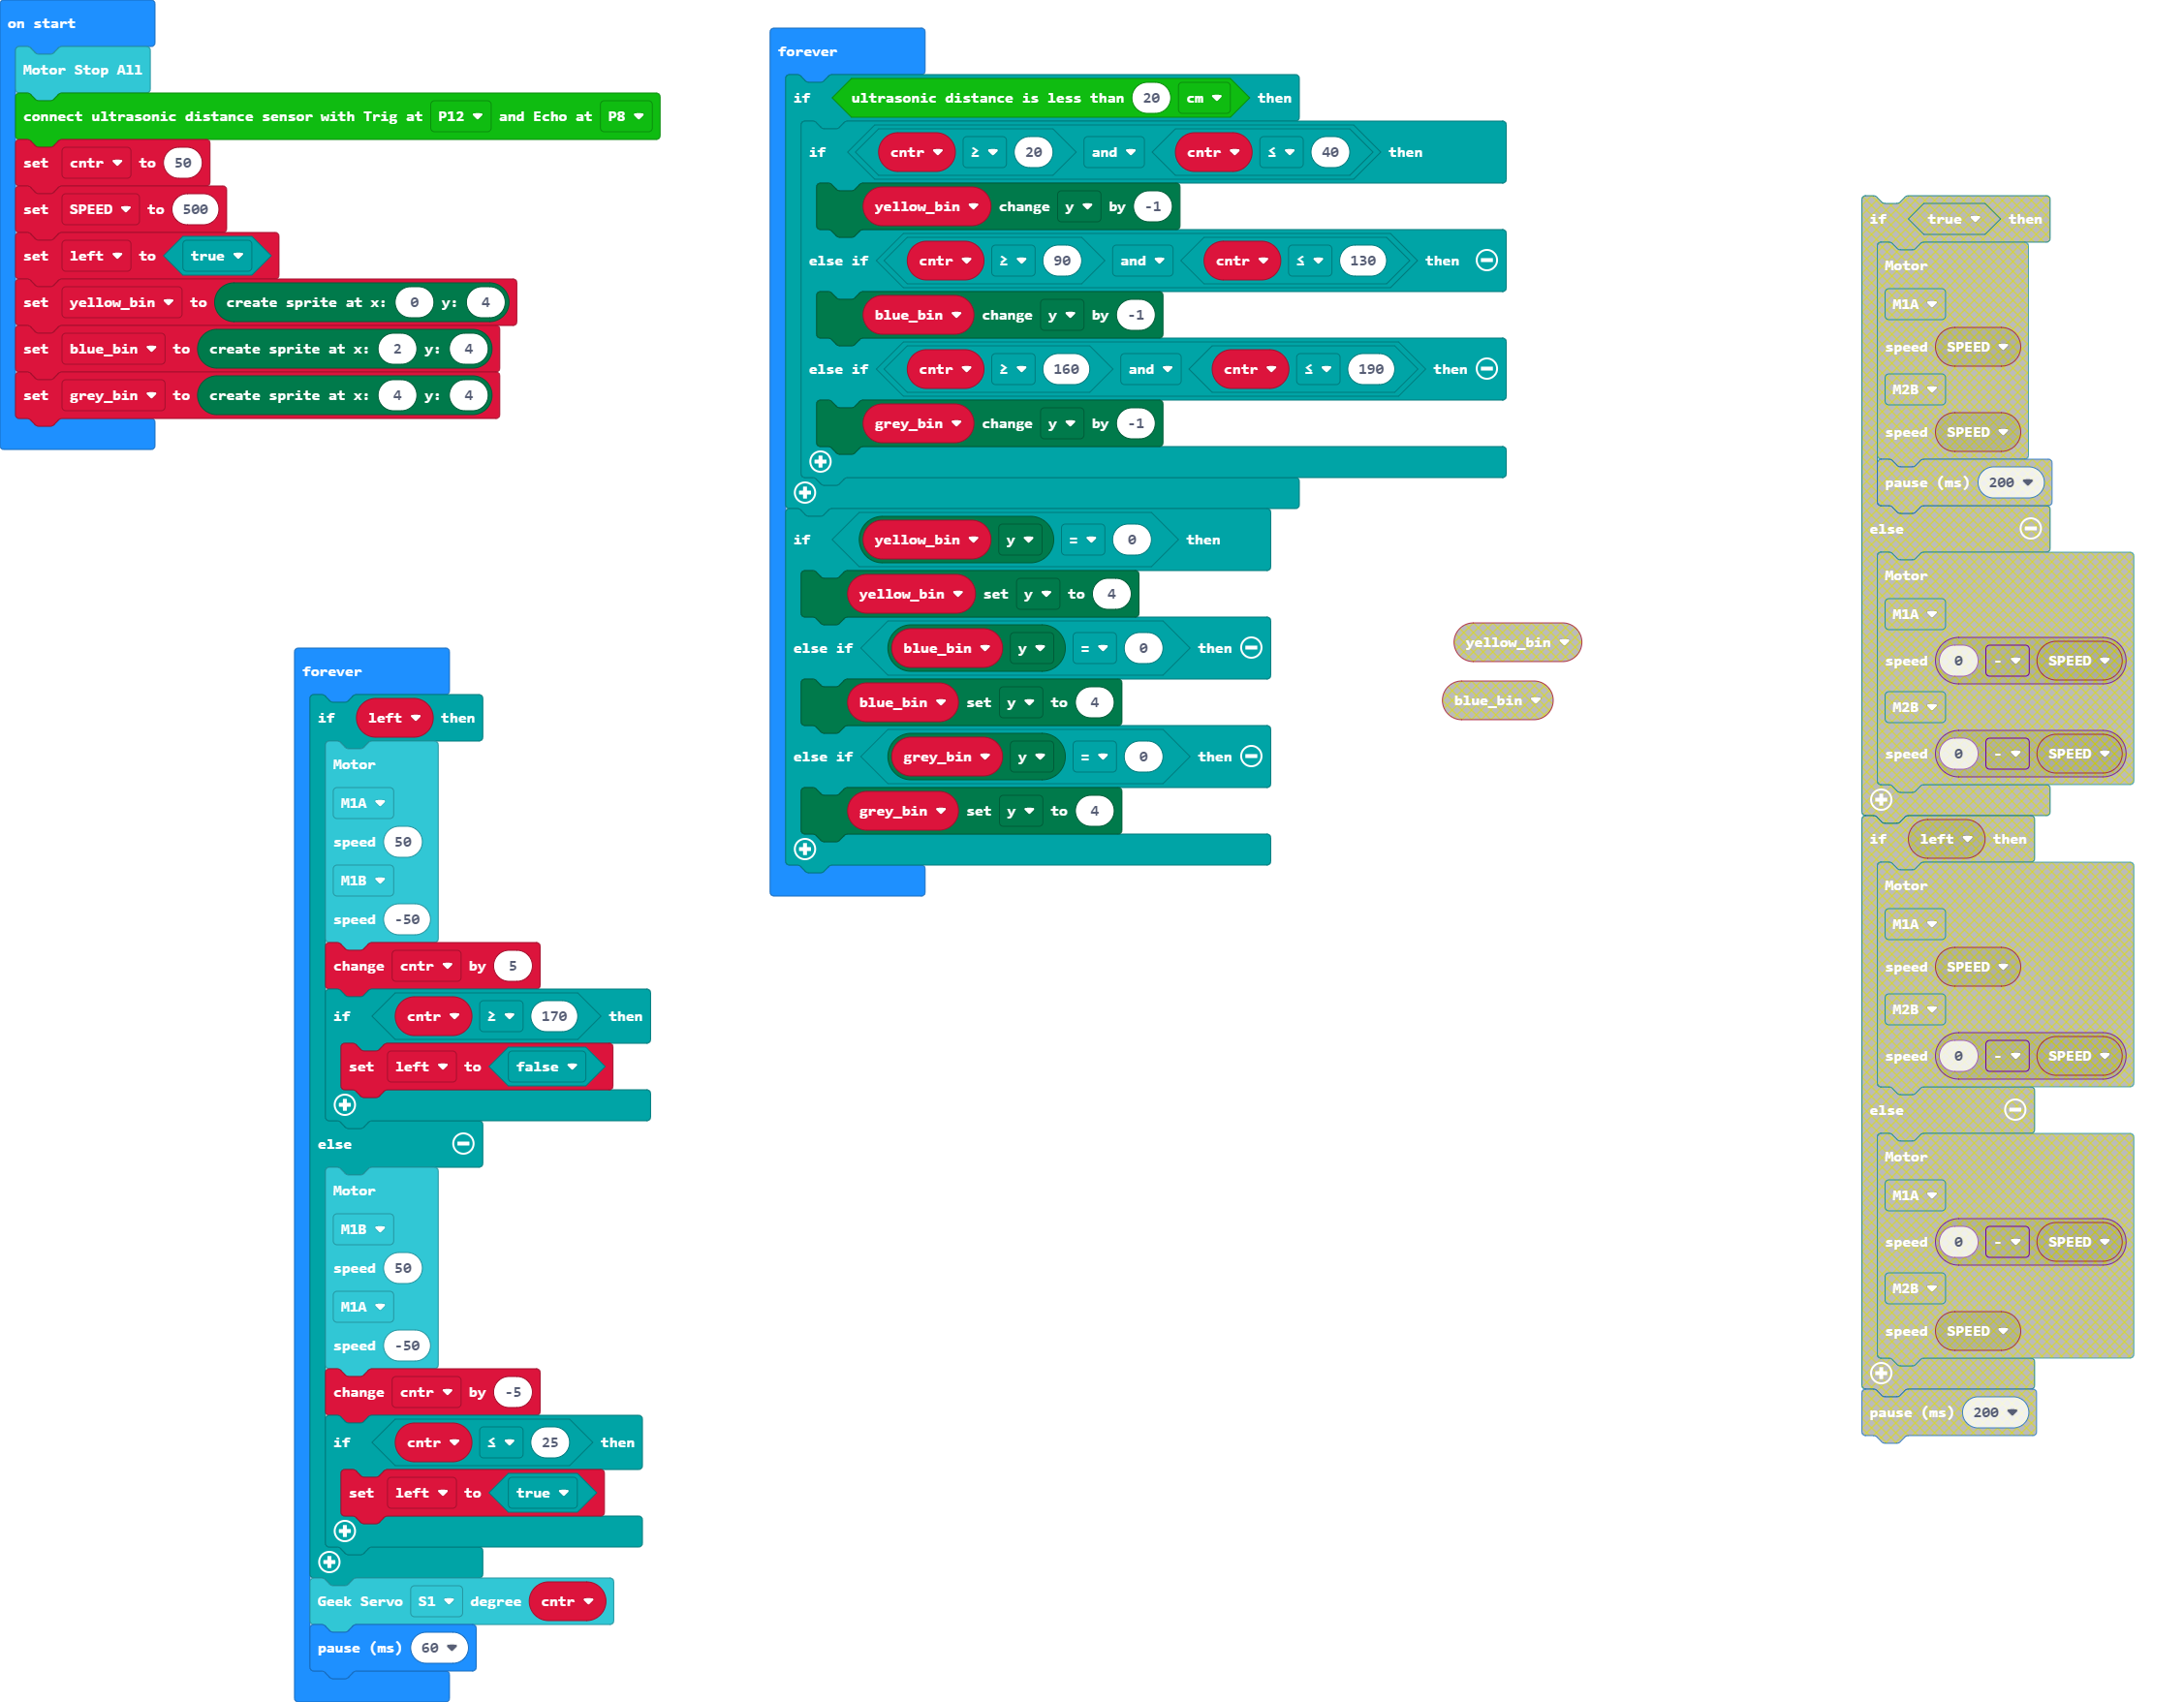 on start
Motor Stop All
connect ultrasonic distance sensor with Trig at P12 and Echo at P8
set cntr to 50
set SPEED to 500
set left to true
set yellow_bin to create sprite at x: 0 y: 4
set blue_bin to create sprite at x: 2 y: 4
set grey_bin to create sprite at x: 4 y: 4
forever
if left then
Motor
M1A
speed 50
M1B
speed -50
change cntr by 5
if cntr ≥ 170 then
set left to false
else
Motor
M1B
speed 50
M1A
speed -50
change cntr by -5
if cntr ≤ 25 then
set left to true
Geek Servo S1 degree cntr
pause (ms) 60
forever
if ultrasonic distance is less than 20 cm then
if cntr ≥ 20 and cntr ≤ 40 then
yellow_bin change y by -1
else if cntr ≥ 90 and cntr ≤ 130 then
blue_bin change y by -1
else if cntr ≥ 160 and cntr ≤ 190 then
grey_bin change y by -1
if yellow_bin y = 0 then
yellow_bin set y to 4
else if blue_bin y = 0 then
blue_bin set y to 4
else if grey_bin y = 0 then
grey_bin set y to 4
yellow_bin
blue_bin
if true then
Motor
M1A
speed SPEED
M2B
speed SPEED
pause (ms) 200
else
Motor
M1A
speed 0 - SPEED
M2B
speed 0 - SPEED
if left then
Motor
M1A
speed SPEED
M2B
speed 0 - SPEED
else
Motor
M1A
speed 0 - SPEED
M2B
speed SPEED
pause (ms) 200